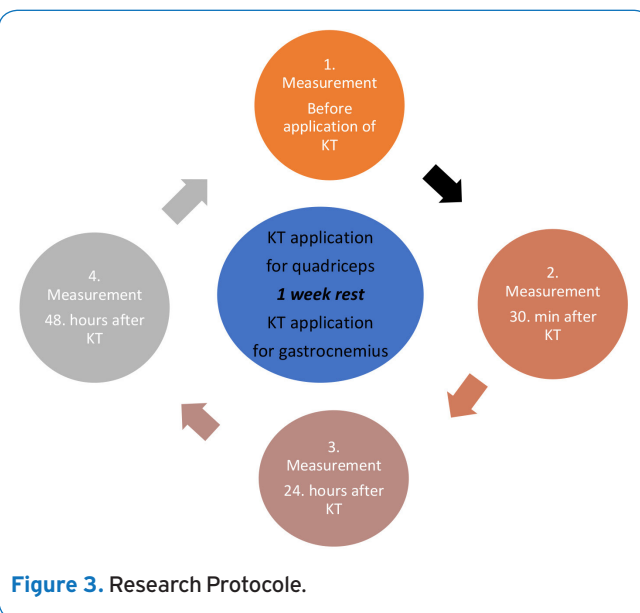 1.
Measurement
Before
application of
KT
KT application
for quadriceps
1 week rest
KT application
for gastrocnemius
2.
Measurement
30. min after
KT
3.
Measurement
24. hours after
KT
4.
Measurement
48. hours after
KT
Figure 3. Research Protocole.